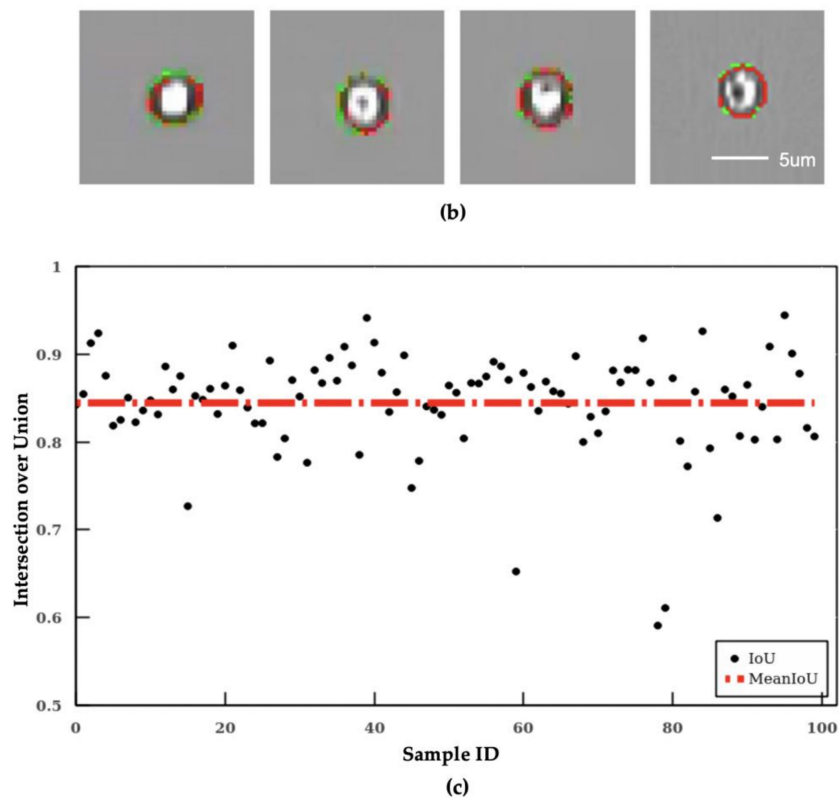 5um
(b)
1
0.9
0.8
0.7
0.6
0.5
0 20 40 60 80 100
Intersection over Union
IoU
MeanIoU
Sample ID
(c)